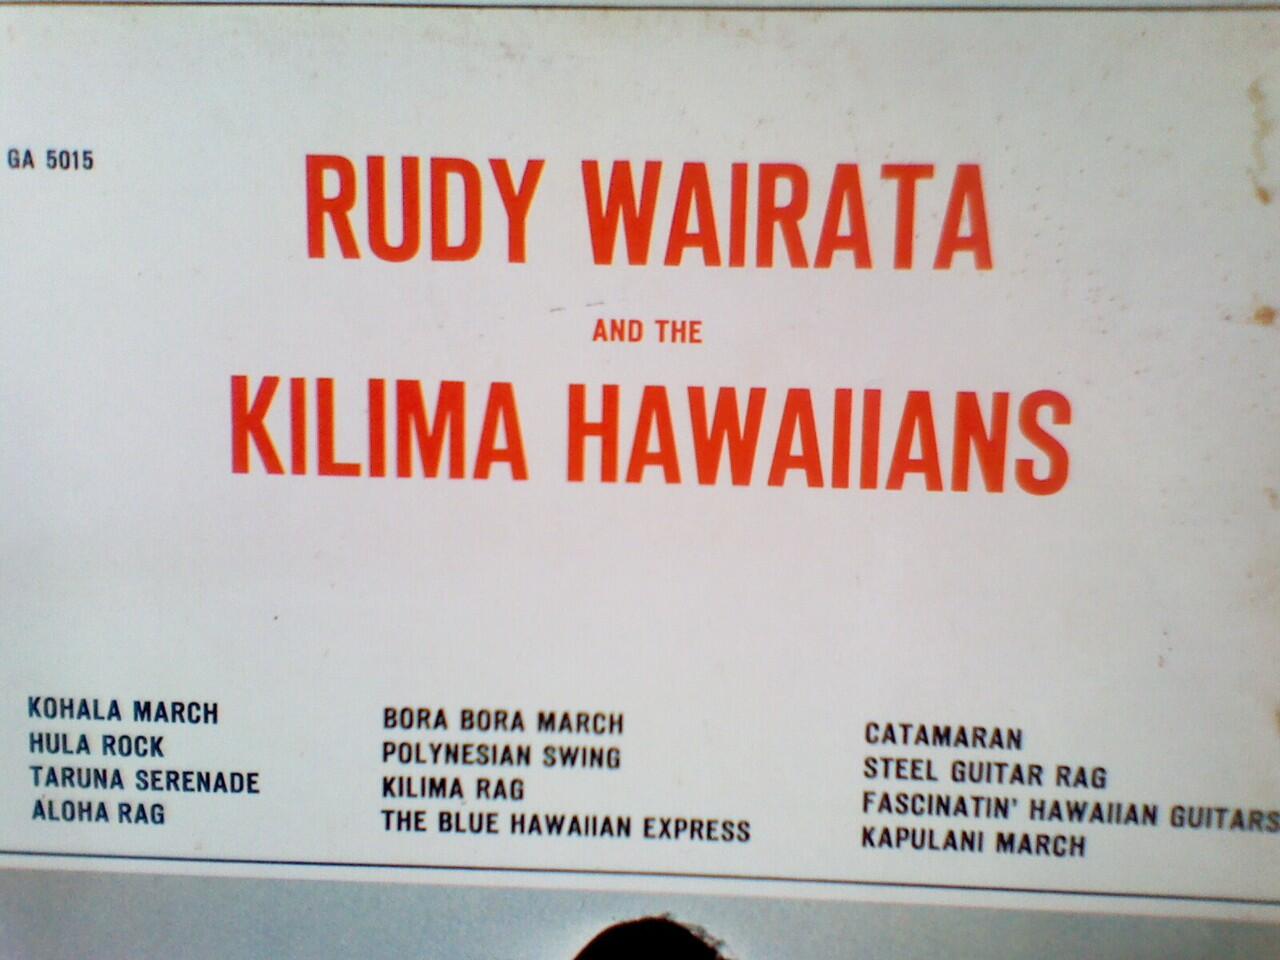 GA 5015
RUDY WAIRATA
AND THE
KILIMA HAWAIIANS
KOHALA MARCH
HULA ROCK
TARUNA SERENADE
ALOHA RAG
BORA BORA MARCH
POLYNESIAN SWING
KILIMA RAG
THE BLUE HAWAIIAN EXPRESS
CATAMARAN
STEEL GUITAR RAG
FASCINATIN' HAWAIIAN GUITARS
KAPULANI MARCH